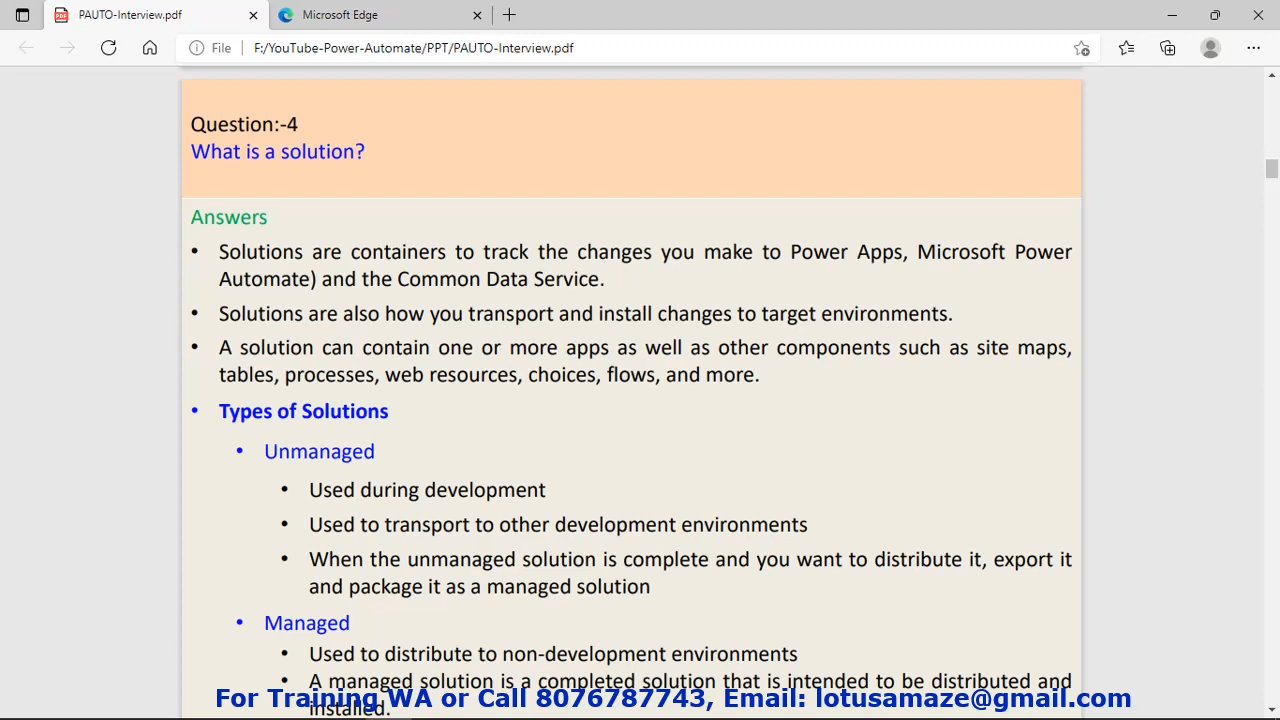 PAUTO-Interview.pdf
Microsoft Edge
File
F:/YouTube-Power-Automate/PPT/PAUTO-Interview.pdf
Question:-4
What is a solution?
Answers
• Solutions are containers to track the changes you make to Power Apps, Microsoft Power
Automate) and the Common Data Service.
• Solutions are also how you transport and install changes to target environments.
• A solution can contain one or more apps as well as other components such as site maps,
tables, processes, web resources, choices, flows, and more.
• Types of Solutions
• Unmanaged
• Used during development
• Used to transport to other development environments
• When the unmanaged solution is complete and you want to distribute it, export it
and package it as a managed solution
• Managed
• Used to distribute to non-development environments
• A managed solution is a completed solution that is intended to be distributed and
installed.
For Training WA or Call 8076787743, Email: lotusamaze@gmail.com